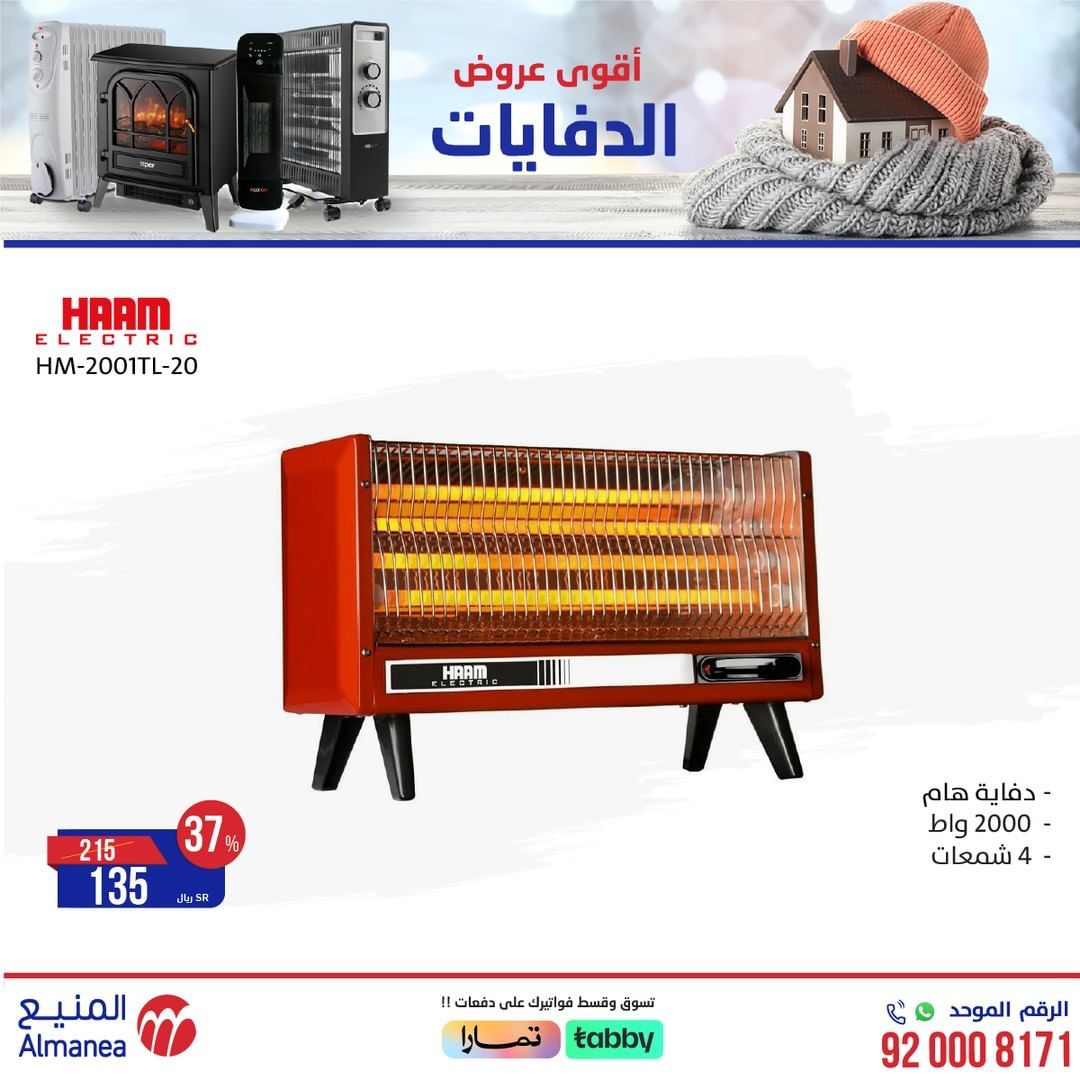 أقوى عروض
الدفايات
xper
HAAM
ELECTRIC
HM-2001TL-20
HAAM
ELECTRIC
- دفاية هام
- 2000 واط
- 4 شمعات
37%
215
135 ريال SR
المنيع
Almanea
تسوق وقسط فواتيرك على دفعات !!
تمارا
tabby
الرقم الموحد
92 000 8171